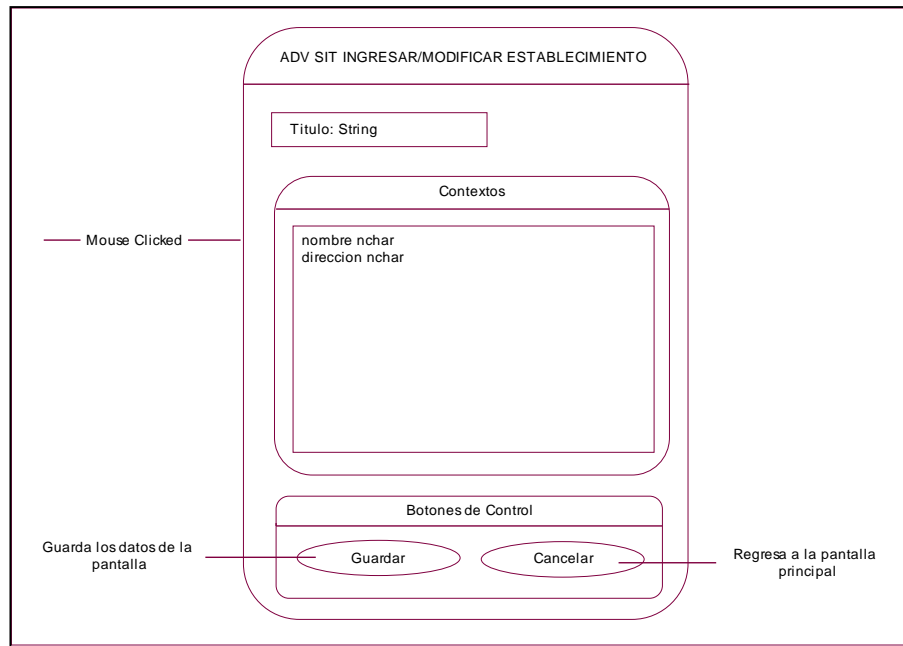 ADV SIT INGRESAR/MODIFICAR ESTABLECIMIENTO
Titulo: String
Contextos
Mouse Clicked
nombre nchar
direccion nchar
Botones de Control
Guarda los datos de la
pantalla
Guardar
Cancelar
Regresa a la pantalla
principal